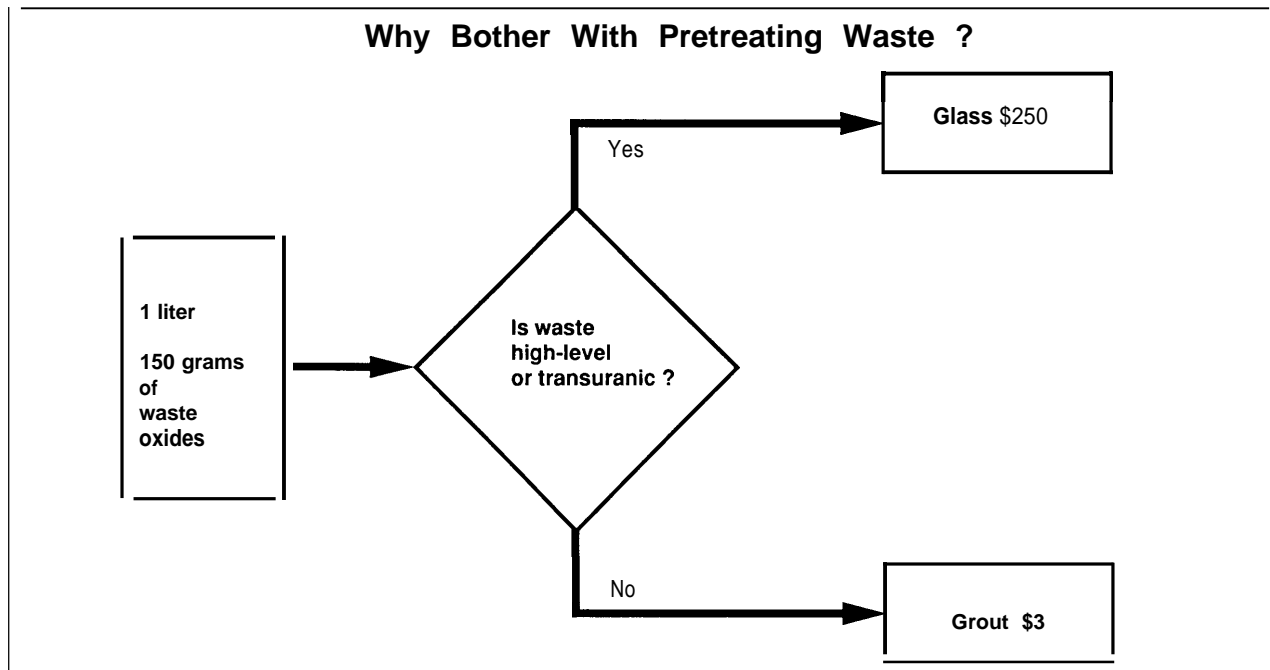 Why Bother With Pretreating Waste ?
Glass $250
Yes
1 liter
150 grams
of
waste
oxides
Is waste
high-level
or transuranic ?
No
Grout $3